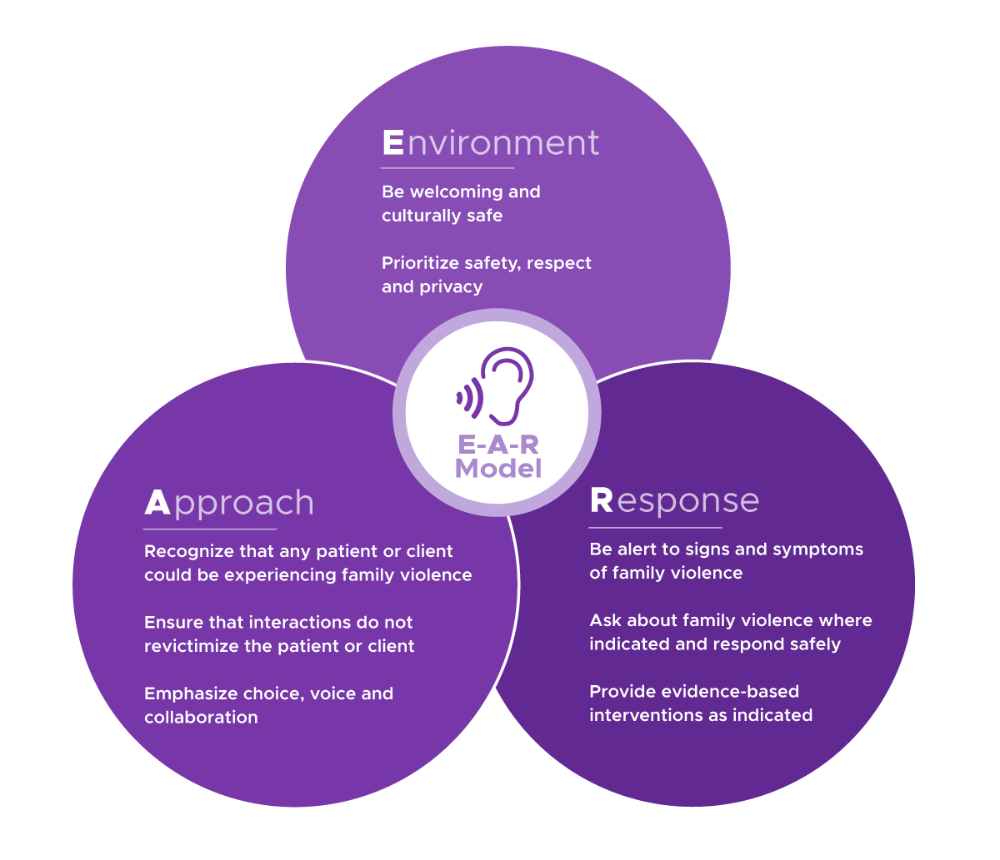 Environment
Be welcoming and
culturally safe
Prioritize safety, respect
and privacy
E-A-R
Model
Approach
Recognize that any patient or client
could be experiencing family violence
Ensure that interactions do not
revictimize the patient or client
Emphasize choice, voice and
collaboration
Response
Be alert to signs and symptoms
of family violence
Ask about family violence where
indicated and respond safely
Provide evidence-based
interventions as indicated